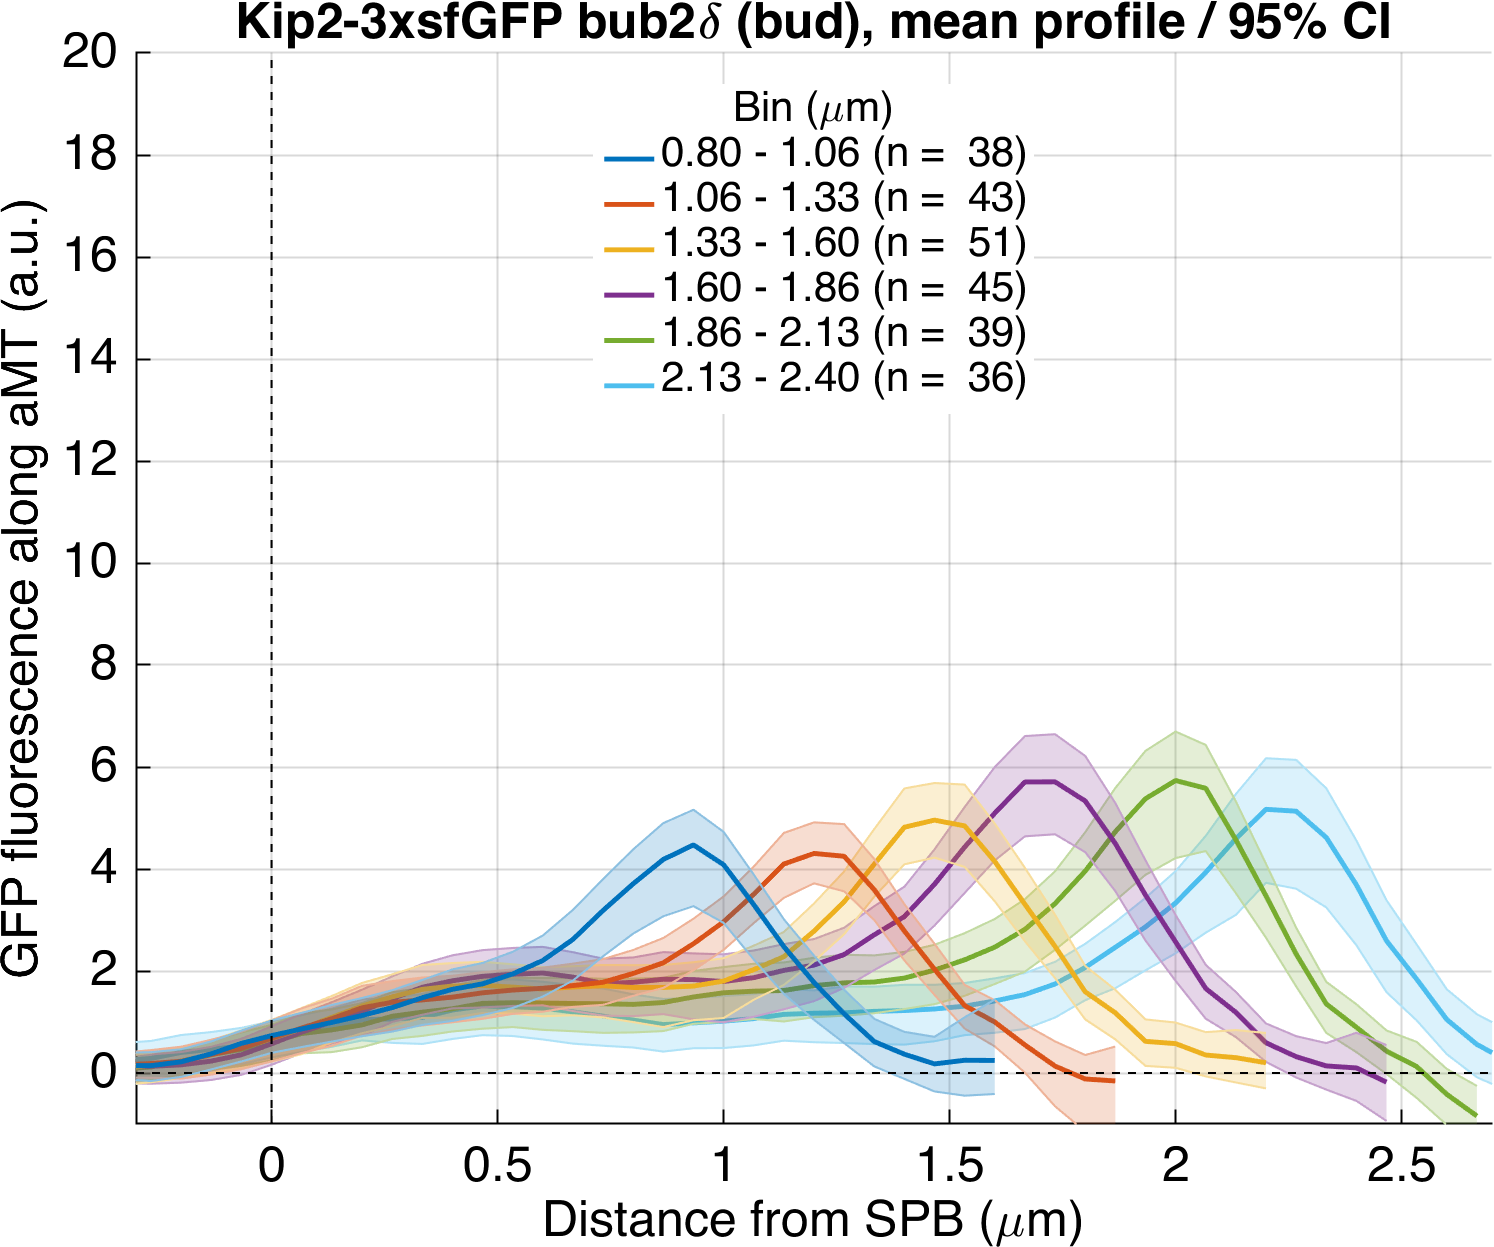 Kip2-3xsfGFP bub2δ (bud), mean profile / 95% CI
GFP fluorescence along aMT (a.u.)
20
18
16
14
12
10
8
6
4
2
0
Bin (μm)
0.80 - 1.06 (n = 38)
1.06 - 1.33 (n = 43)
1.33 - 1.60 (n = 51)
1.60 - 1.86 (n = 45)
1.86 - 2.13 (n = 39)
2.13 - 2.40 (n = 36)
0 0.5 1 1.5 2 2.5
Distance from SPB (μm)